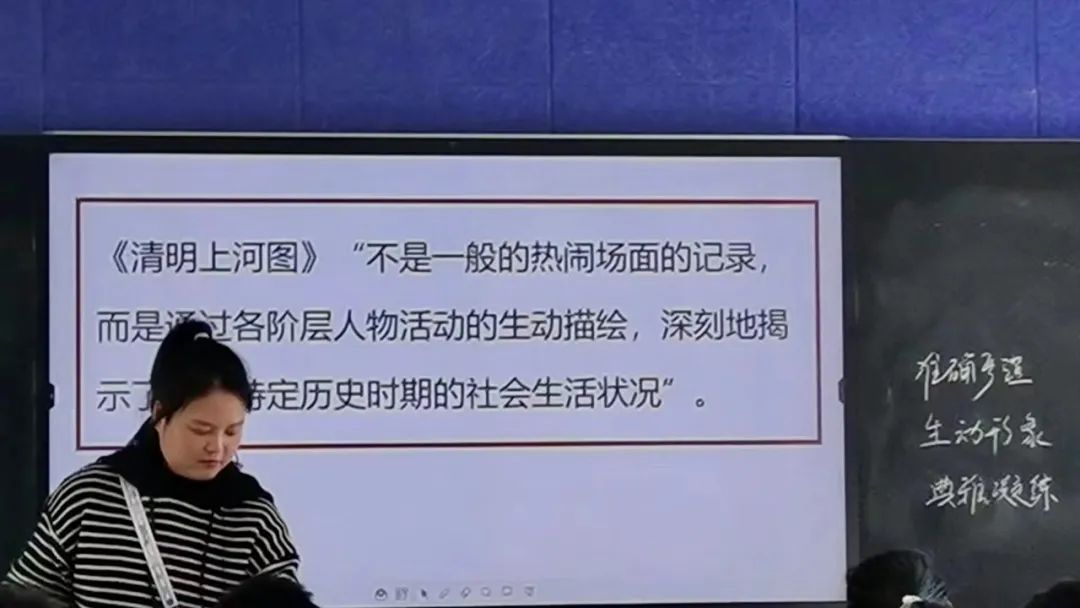 《清明上河图》“不是一般的热闹场面的记录，
而是通过各阶层人物活动的生动描绘，深刻地揭
示了特定历史时期的社会生活状况”。
准确严谨
生动形象
典雅凝练